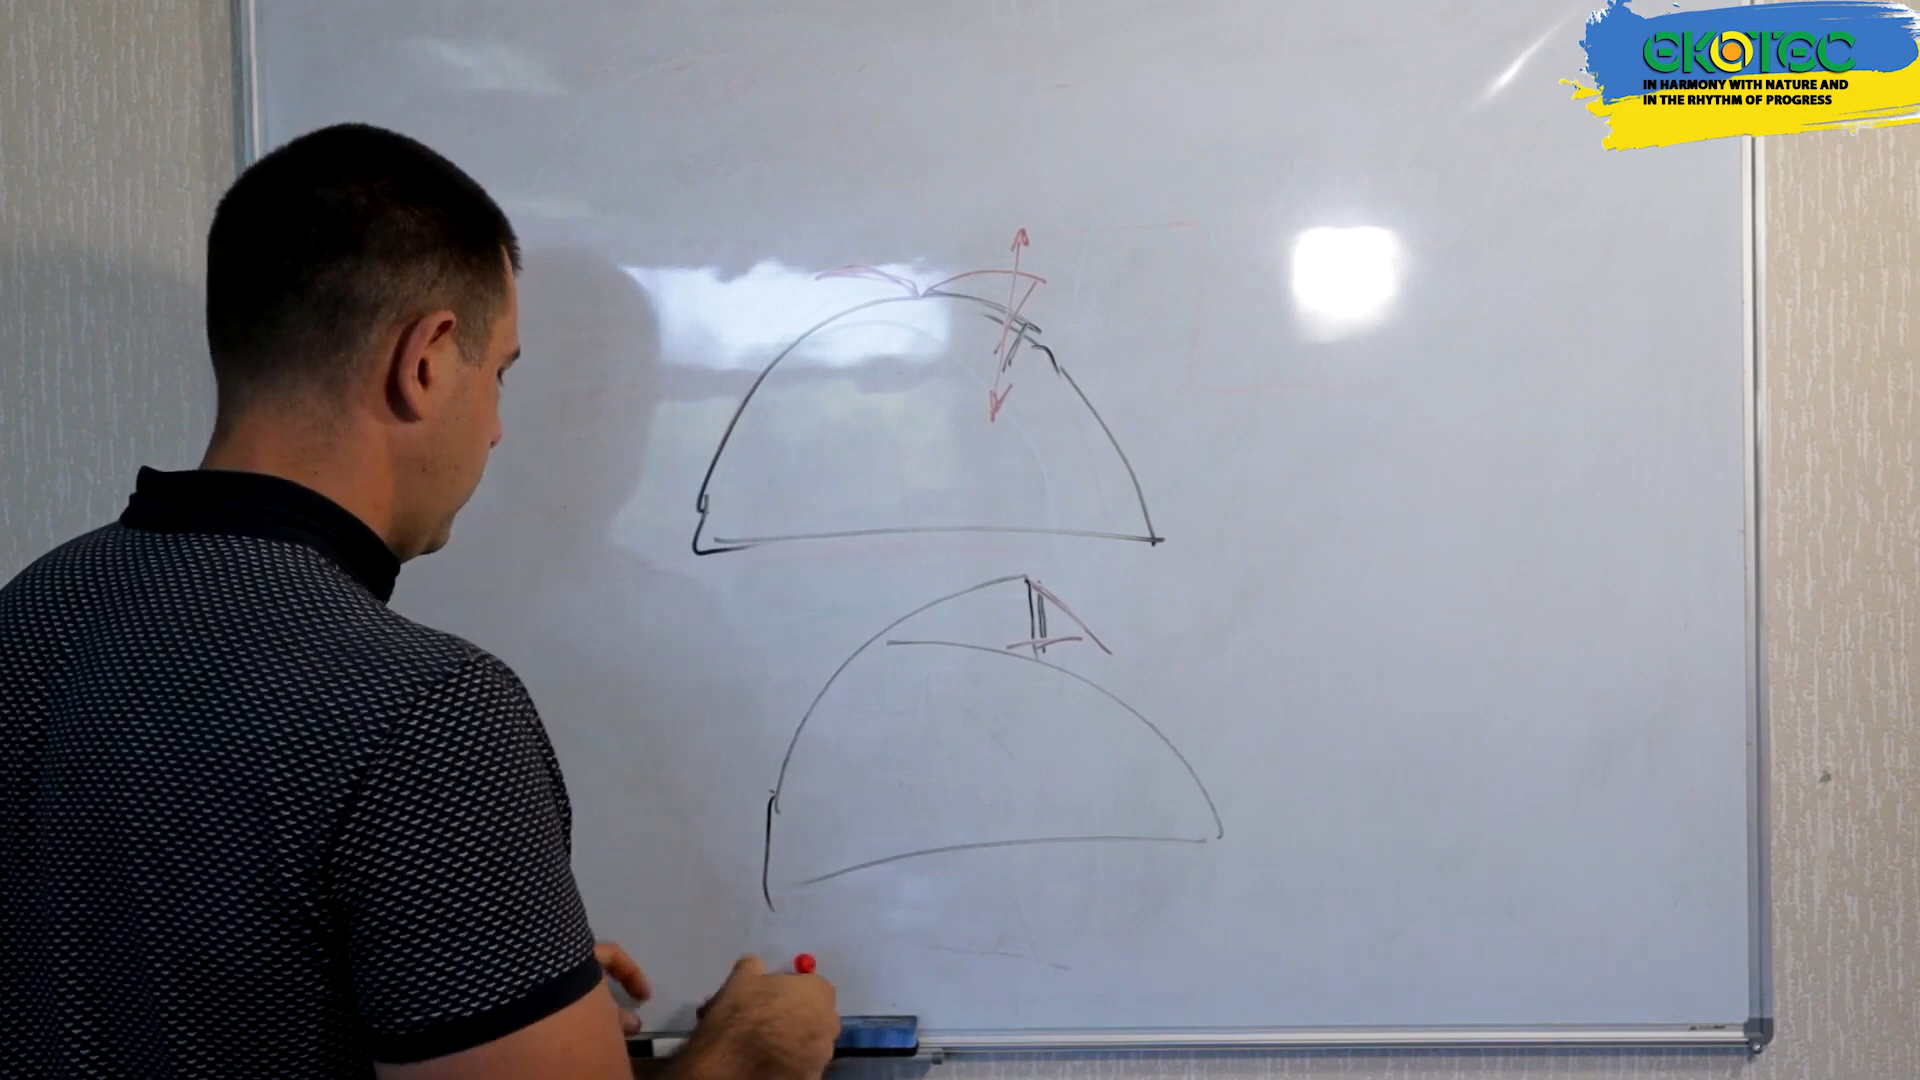 EKOTEC
IN HARMONY WITH NATURE AND
IN THE RHYTHM OF PROGRESS